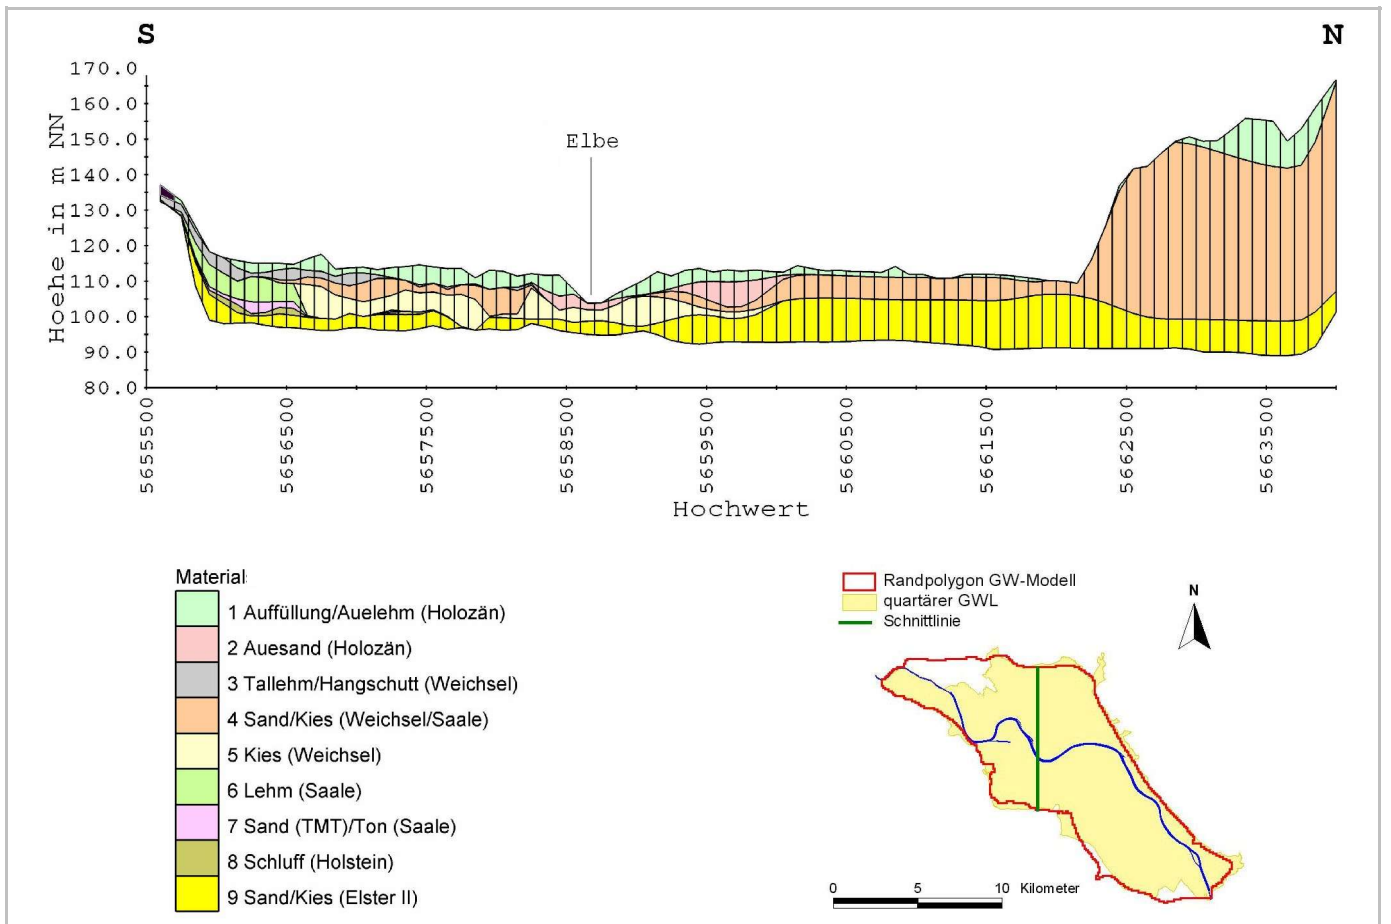 S
N
170.0
160.0
150.0
140.0
130.0
120.0
110.0
100.0
90.0
80.0
Hoehe in m NN
Elbe
5655500
5656500
5657500
5658500
5659500
5660500
5661500
5662500
5663500
Hochwert
Material:
1 Auffüllung/Auelehm (Holozän)
2 Auesand (Holozän)
3 Tallehm/Hangschutt (Weichsel)
4 Sand/Kies (Weichsel/Saale)
5 Kies (Weichsel)
6 Lehm (Saale)
7 Sand (TMT)/Ton (Saale)
8 Schluff (Holstein)
9 Sand/Kies (Elster II)
Randpolygon GW-Modell
quartärer GWL
Schnittlinie
N
0 5 10 Kilometer